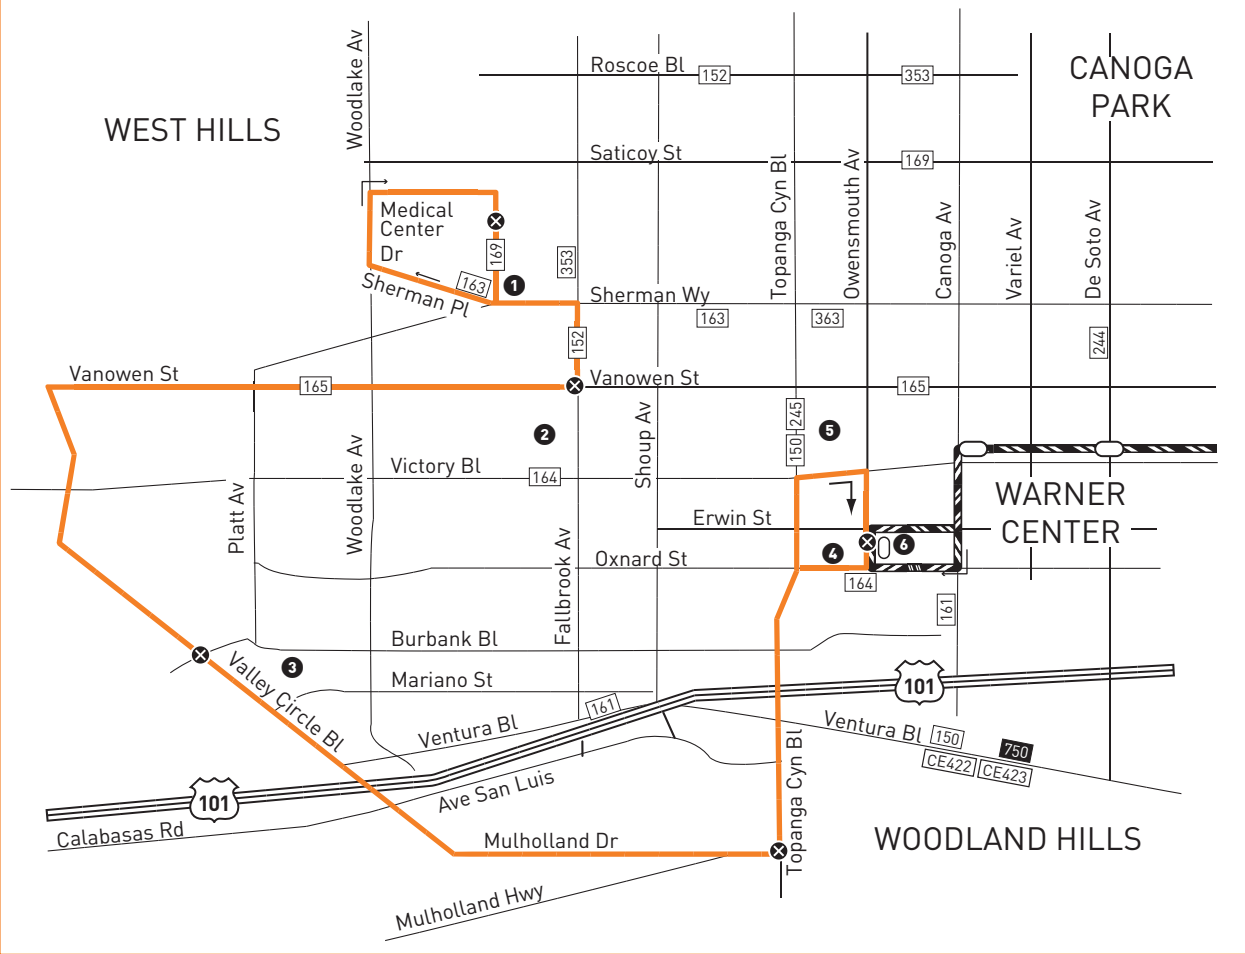 Woodlake Av
Roscoe Bl
152
353
CANOGA
PARK
WEST HILLS
Saticoy St
169
Topanga Cyn Bl
Owensmouth Av
Canoga Av
Variel Av
De Soto Av
Medical
Center
Dr
169
353
163
1
Sherman Pl
Sherman Wy
163
363
152
244
Vanowen St
165
Vanowen St
165
Shoup Av
245
150
5
2
Woodlake Av
Victory Bl
164
Platt Av
WARNER
CENTER
Erwin St
4
6
Oxnard St
164
Fallbrook Av
161
Burbank Bl
3
Valley Circle Bl
Mariano St
101
161
Ventura Bl
Ventura Bl
150
750
CE422
CE423
Topanga Cyn Bl
101
Ave San Luis
Calabasas Rd
Mulholland Dr
WOODLAND HILLS
Mulholland Hwy